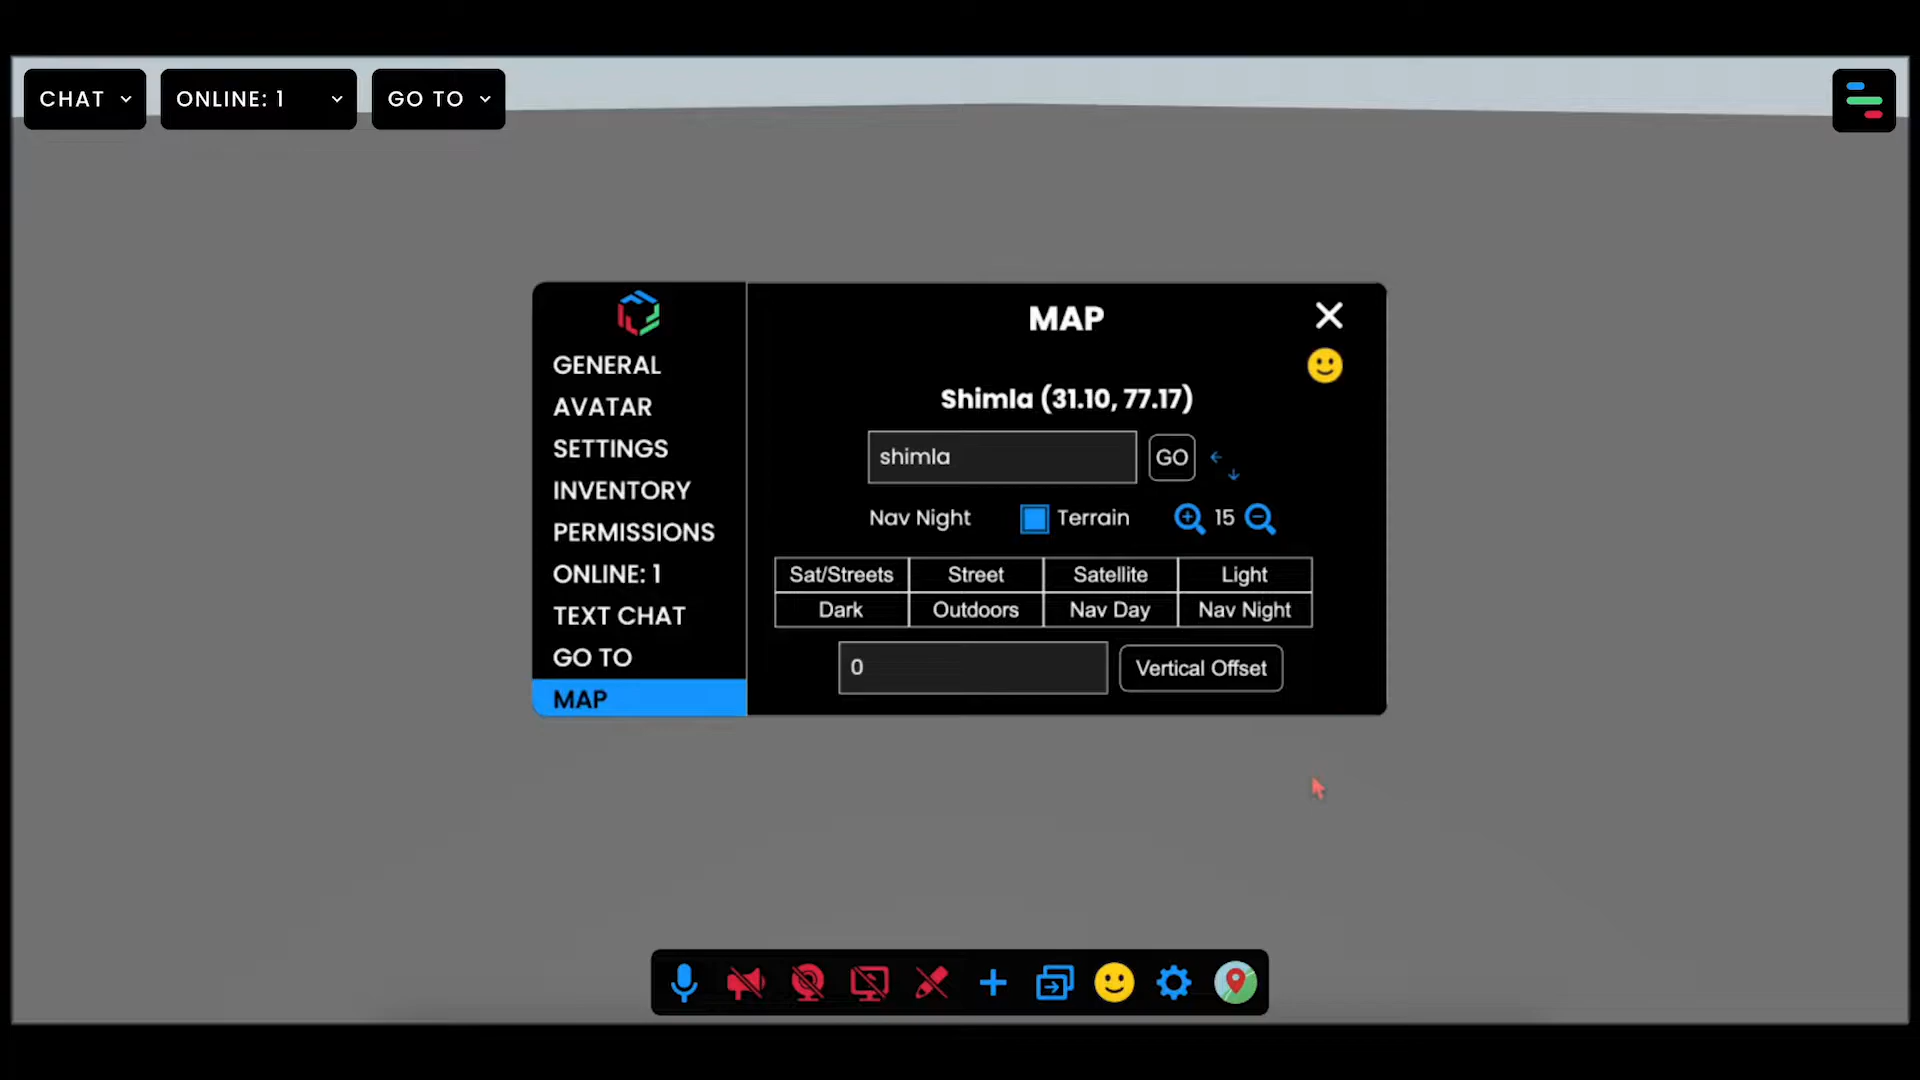 CHAT
ONLINE: 1
GO TO
GENERAL
AVATAR
SETTINGS
INVENTORY
PERMISSIONS
ONLINE: 1
TEXT CHAT
GO TO
MAP
MAP
Shimla (31.10, 77.17)
shimla
GO
Nav Night
Terrain
15
Sat/Streets
Street
Satellite
Light
Dark
Outdoors
Nav Day
Nav Night
0
Vertical Offset